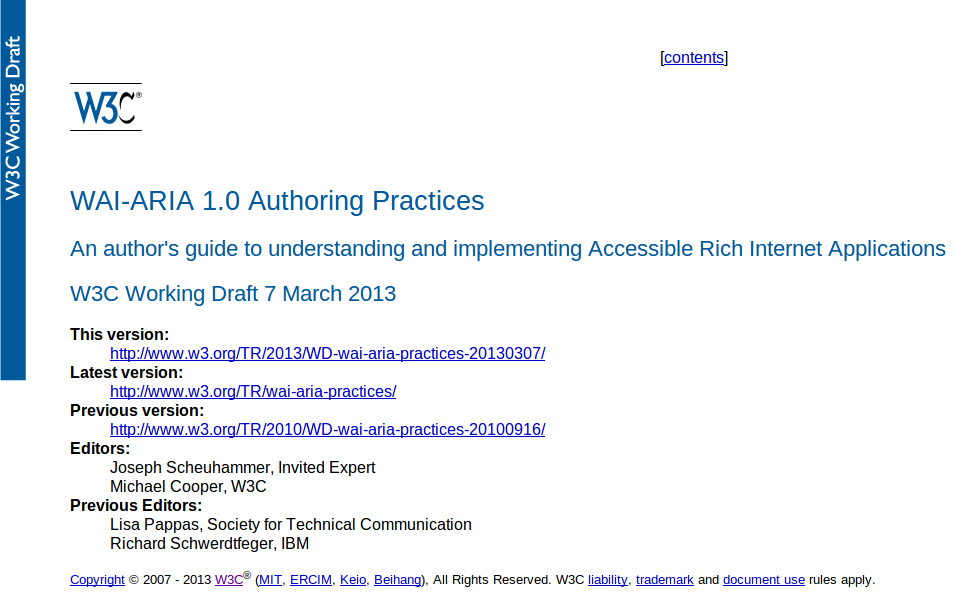 W3C Working Draft
[contents]
W3C®
WAI-ARIA 1.0 Authoring Practices
An author's guide to understanding and implementing Accessible Rich Internet Applications
W3C Working Draft 7 March 2013
This version:
http://www.w3.org/TR/2013/WD-wai-aria-practices-20130307/
Latest version:
http://www.w3.org/TR/wai-aria-practices/
Previous version:
http://www.w3.org/TR/2010/WD-wai-aria-practices-20100916/
Editors:
Joseph Scheuhammer, Invited Expert
Michael Cooper, W3C
Previous Editors:
Lisa Pappas, Society for Technical Communication
Richard Schwerdtfeger, IBM
Copyright © 2007 - 2013 W3C® (MIT, ERCIM, Keio, Beihang), All Rights Reserved. W3C liability, trademark and document use rules apply.